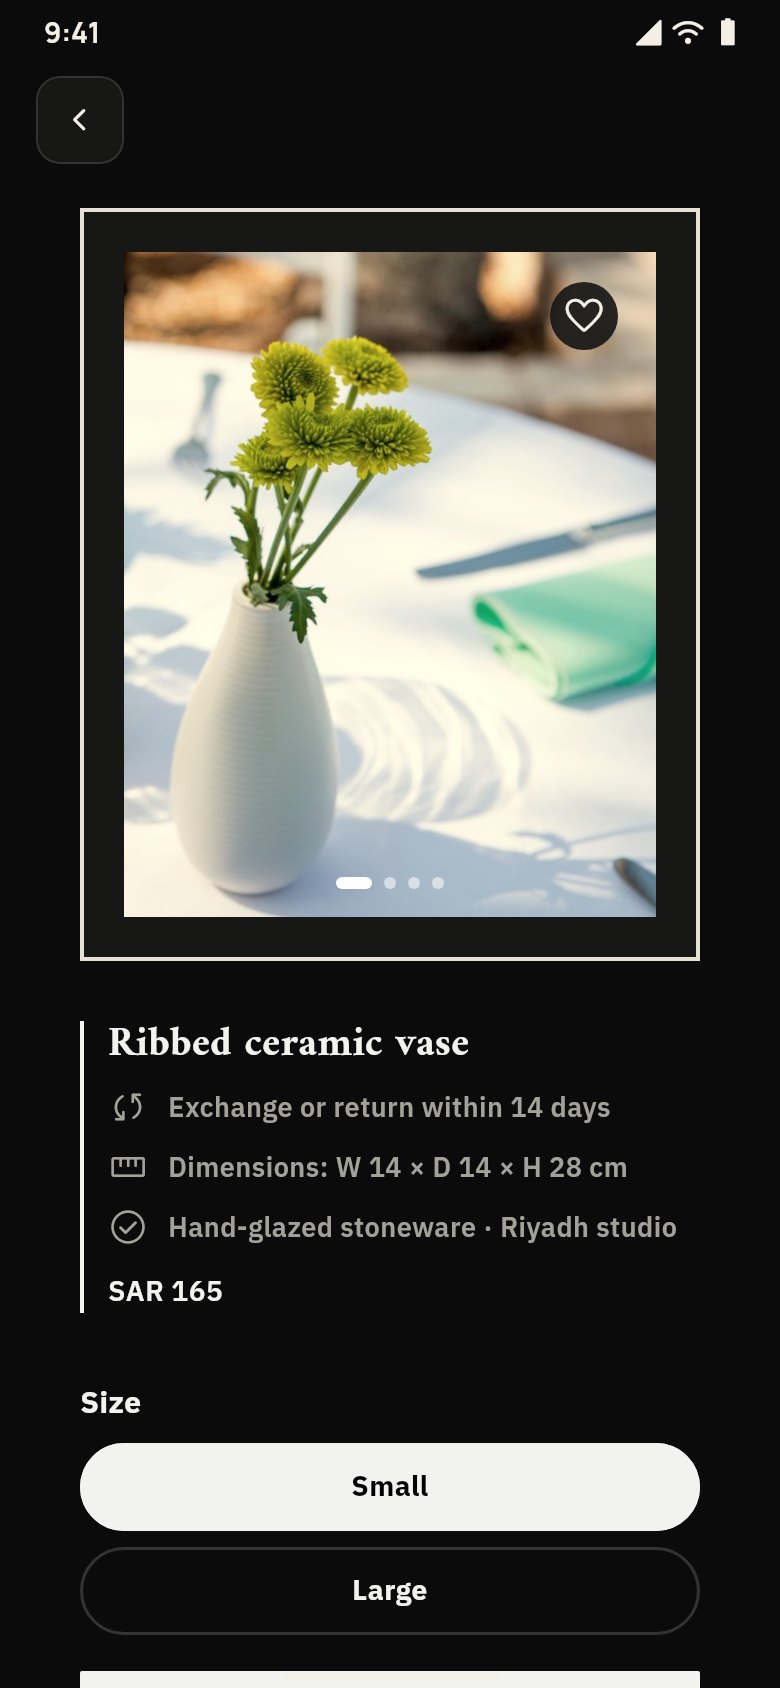 9:41
Ribbed ceramic vase
Exchange or return within 14 days
Dimensions: W 14 × D 14 × H 28 cm
Hand-glazed stoneware · Riyadh studio
SAR 165
Size
Small
Large